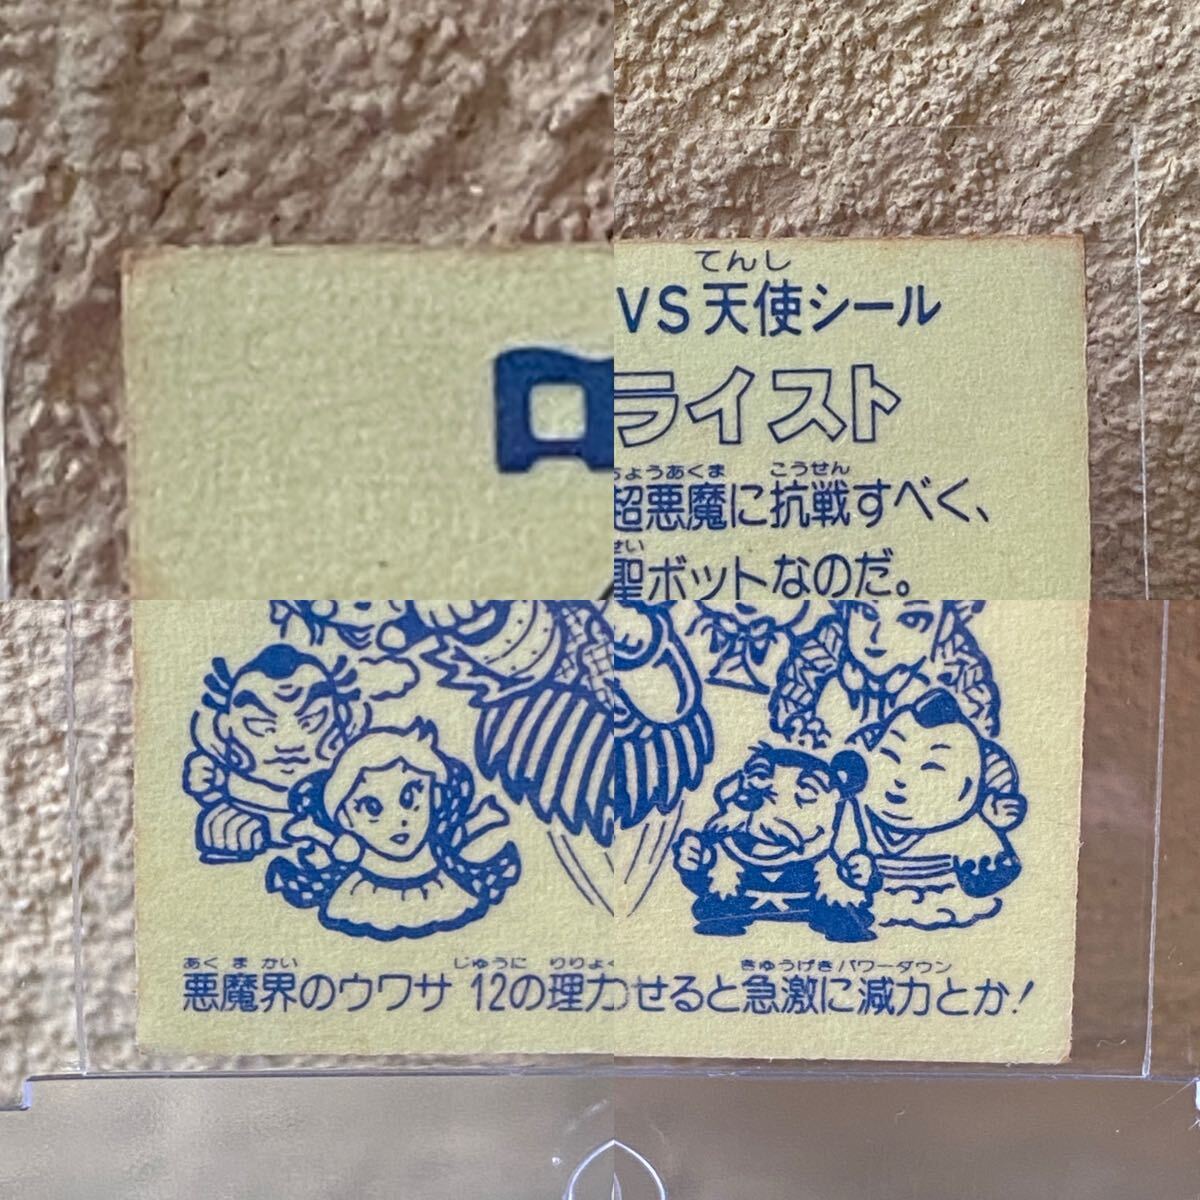 てんし
VS天使シール
ロ
ライスト
ちょうあくま こうせん
超悪魔に抗戦すべく、
せい
聖ボットなのだ。
あくまかい じゅうに りりょく
悪魔界のウワサ 12の理力
きゅうげきパワーダウン
せると急激に減力とか!